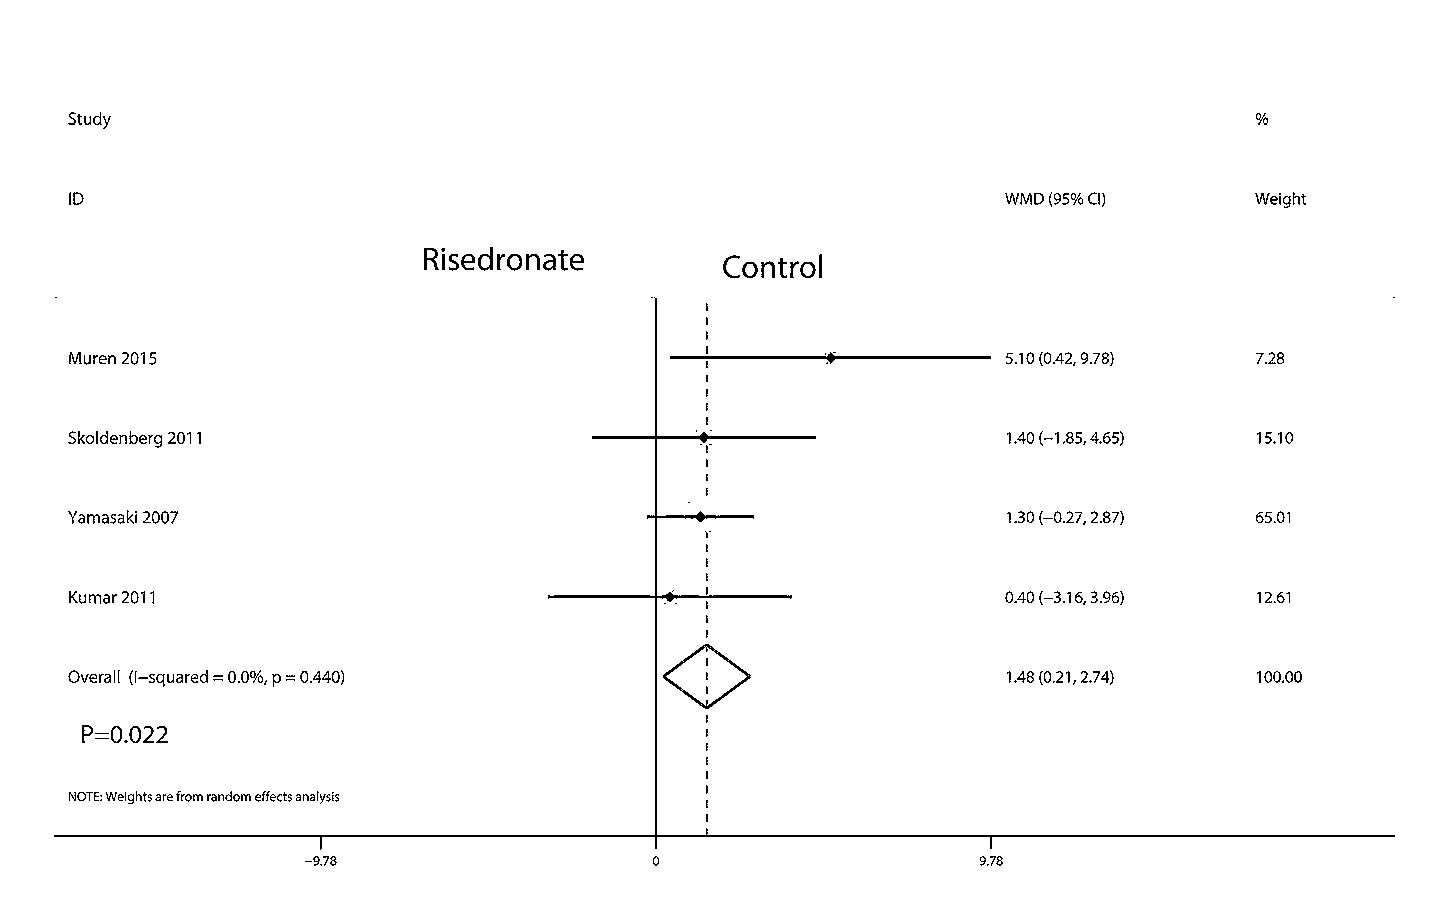 Study %
ID WMD (95% CI) Weight
Risedronate Control
Muren 2015 5.10 (0.42, 9.78) 7.28
Skoldenberg 2011 1.40 (−1.85, 4.65) 15.10
Yamasaki 2007 1.30 (−0.27, 2.87) 65.01
Kumar 2011 0.40 (−3.16, 3.96) 12.61
Overall (I−squared = 0.0%, p = 0.440) 1.48 (0.21, 2.74) 100.00
P=0.022
NOTE: Weights are from random effects analysis
−9.78 0 9.78